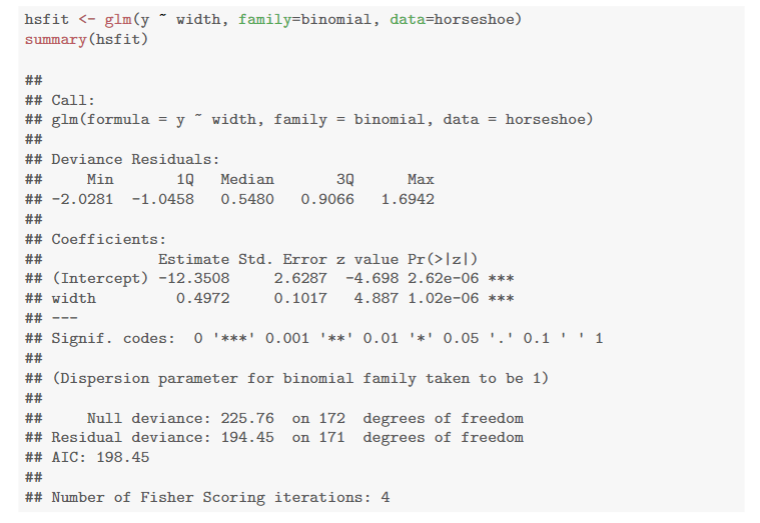 hsfit <- glm(y ~ width, family=binomial, data=horseshoe)
summary(hsfit)
##
## Call:
## glm(formula = y ~ width, family = binomial, data = horseshoe)
##
## Deviance Residuals:
##     Min       1Q   Median       3Q      Max
## -2.0281  -1.0458   0.5480   0.9066   1.6942
##
## Coefficients:
##             Estimate Std. Error z value Pr(>|z|)
## (Intercept) -12.3508     2.6287  -4.698 2.62e-06 ***
## width         0.4972     0.1017   4.887 1.02e-06 ***
## ---
## Signif. codes:  0 '***' 0.001 '**' 0.01 '*' 0.05 '.' 0.1 ' ' 1
##
## (Dispersion parameter for binomial family taken to be 1)
##
##     Null deviance: 225.76  on 172  degrees of freedom
## Residual deviance: 194.45  on 171  degrees of freedom
## AIC: 198.45
##
## Number of Fisher Scoring iterations: 4